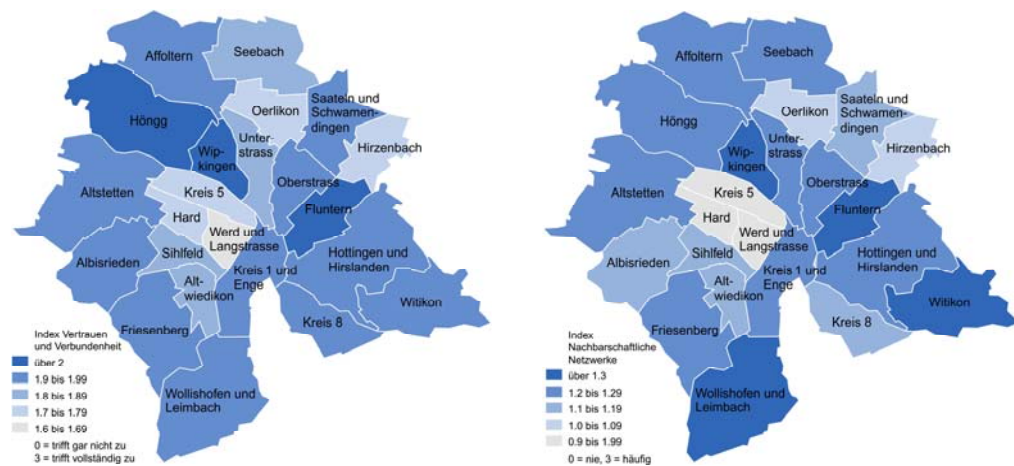 Affoltern
Seebach
Höngg
Oerlikon
Saateln und
Schwamen-
dingen
Wip-
kingen
Unter-
strass
Hirzenbach
Altstetten
Kreis 5
Oberstrass
Hard
Fluntern
Werd und
Langstrasse
Albisrieden
Sihlfeld
Hottingen und
Hirslanden
Alt-
wiedikon
Kreis 1 und
Enge
Witikon
Friesenberg
Kreis 8
Wollishofen und
Leimbach
Index Vertrauen
und Verbundenheit
über 2
1.9 bis 1.99
1.8 bis 1.89
1.7 bis 1.79
1.6 bis 1.69
0 = trifft gar nicht zu
3 = trifft vollständig zu
Affoltern
Seebach
Höngg
Oerlikon
Saateln und
Schwamen-
dingen
Wip-
kingen
Unter-
strass
Hirzenbach
Altstetten
Kreis 5
Oberstrass
Hard
Fluntern
Werd und
Langstrasse
Albisrieden
Sihlfeld
Hottingen und
Hirslanden
Alt-
wiedikon
Kreis 1 und
Enge
Witikon
Friesenberg
Kreis 8
Wollishofen und
Leimbach
Index
Nachbarschaftliche
Netzwerke
über 1.3
1.2 bis 1.29
1.1 bis 1.19
1.0 bis 1.09
0.9 bis 1.99
0 = nie, 3 = häufig